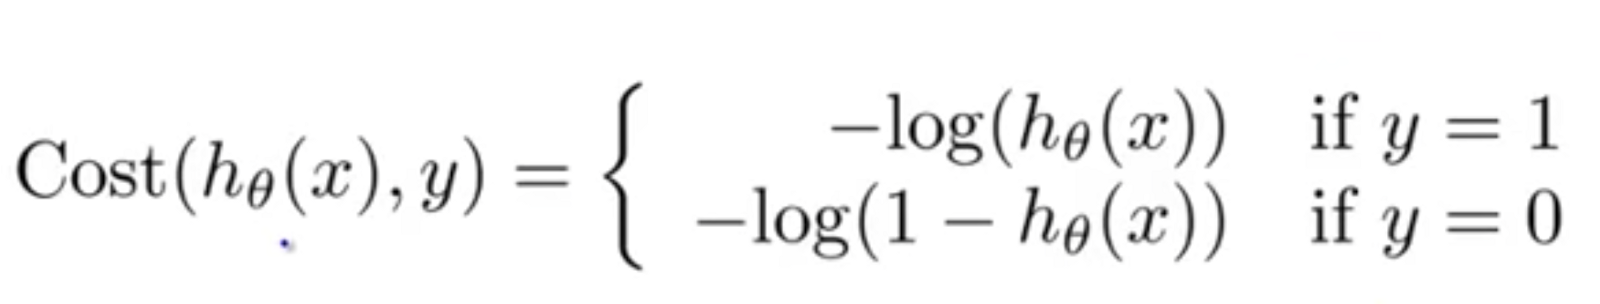 Cost(hθ(x), y) = { −log(hθ(x)) if y = 1
−log(1 − hθ(x)) if y = 0